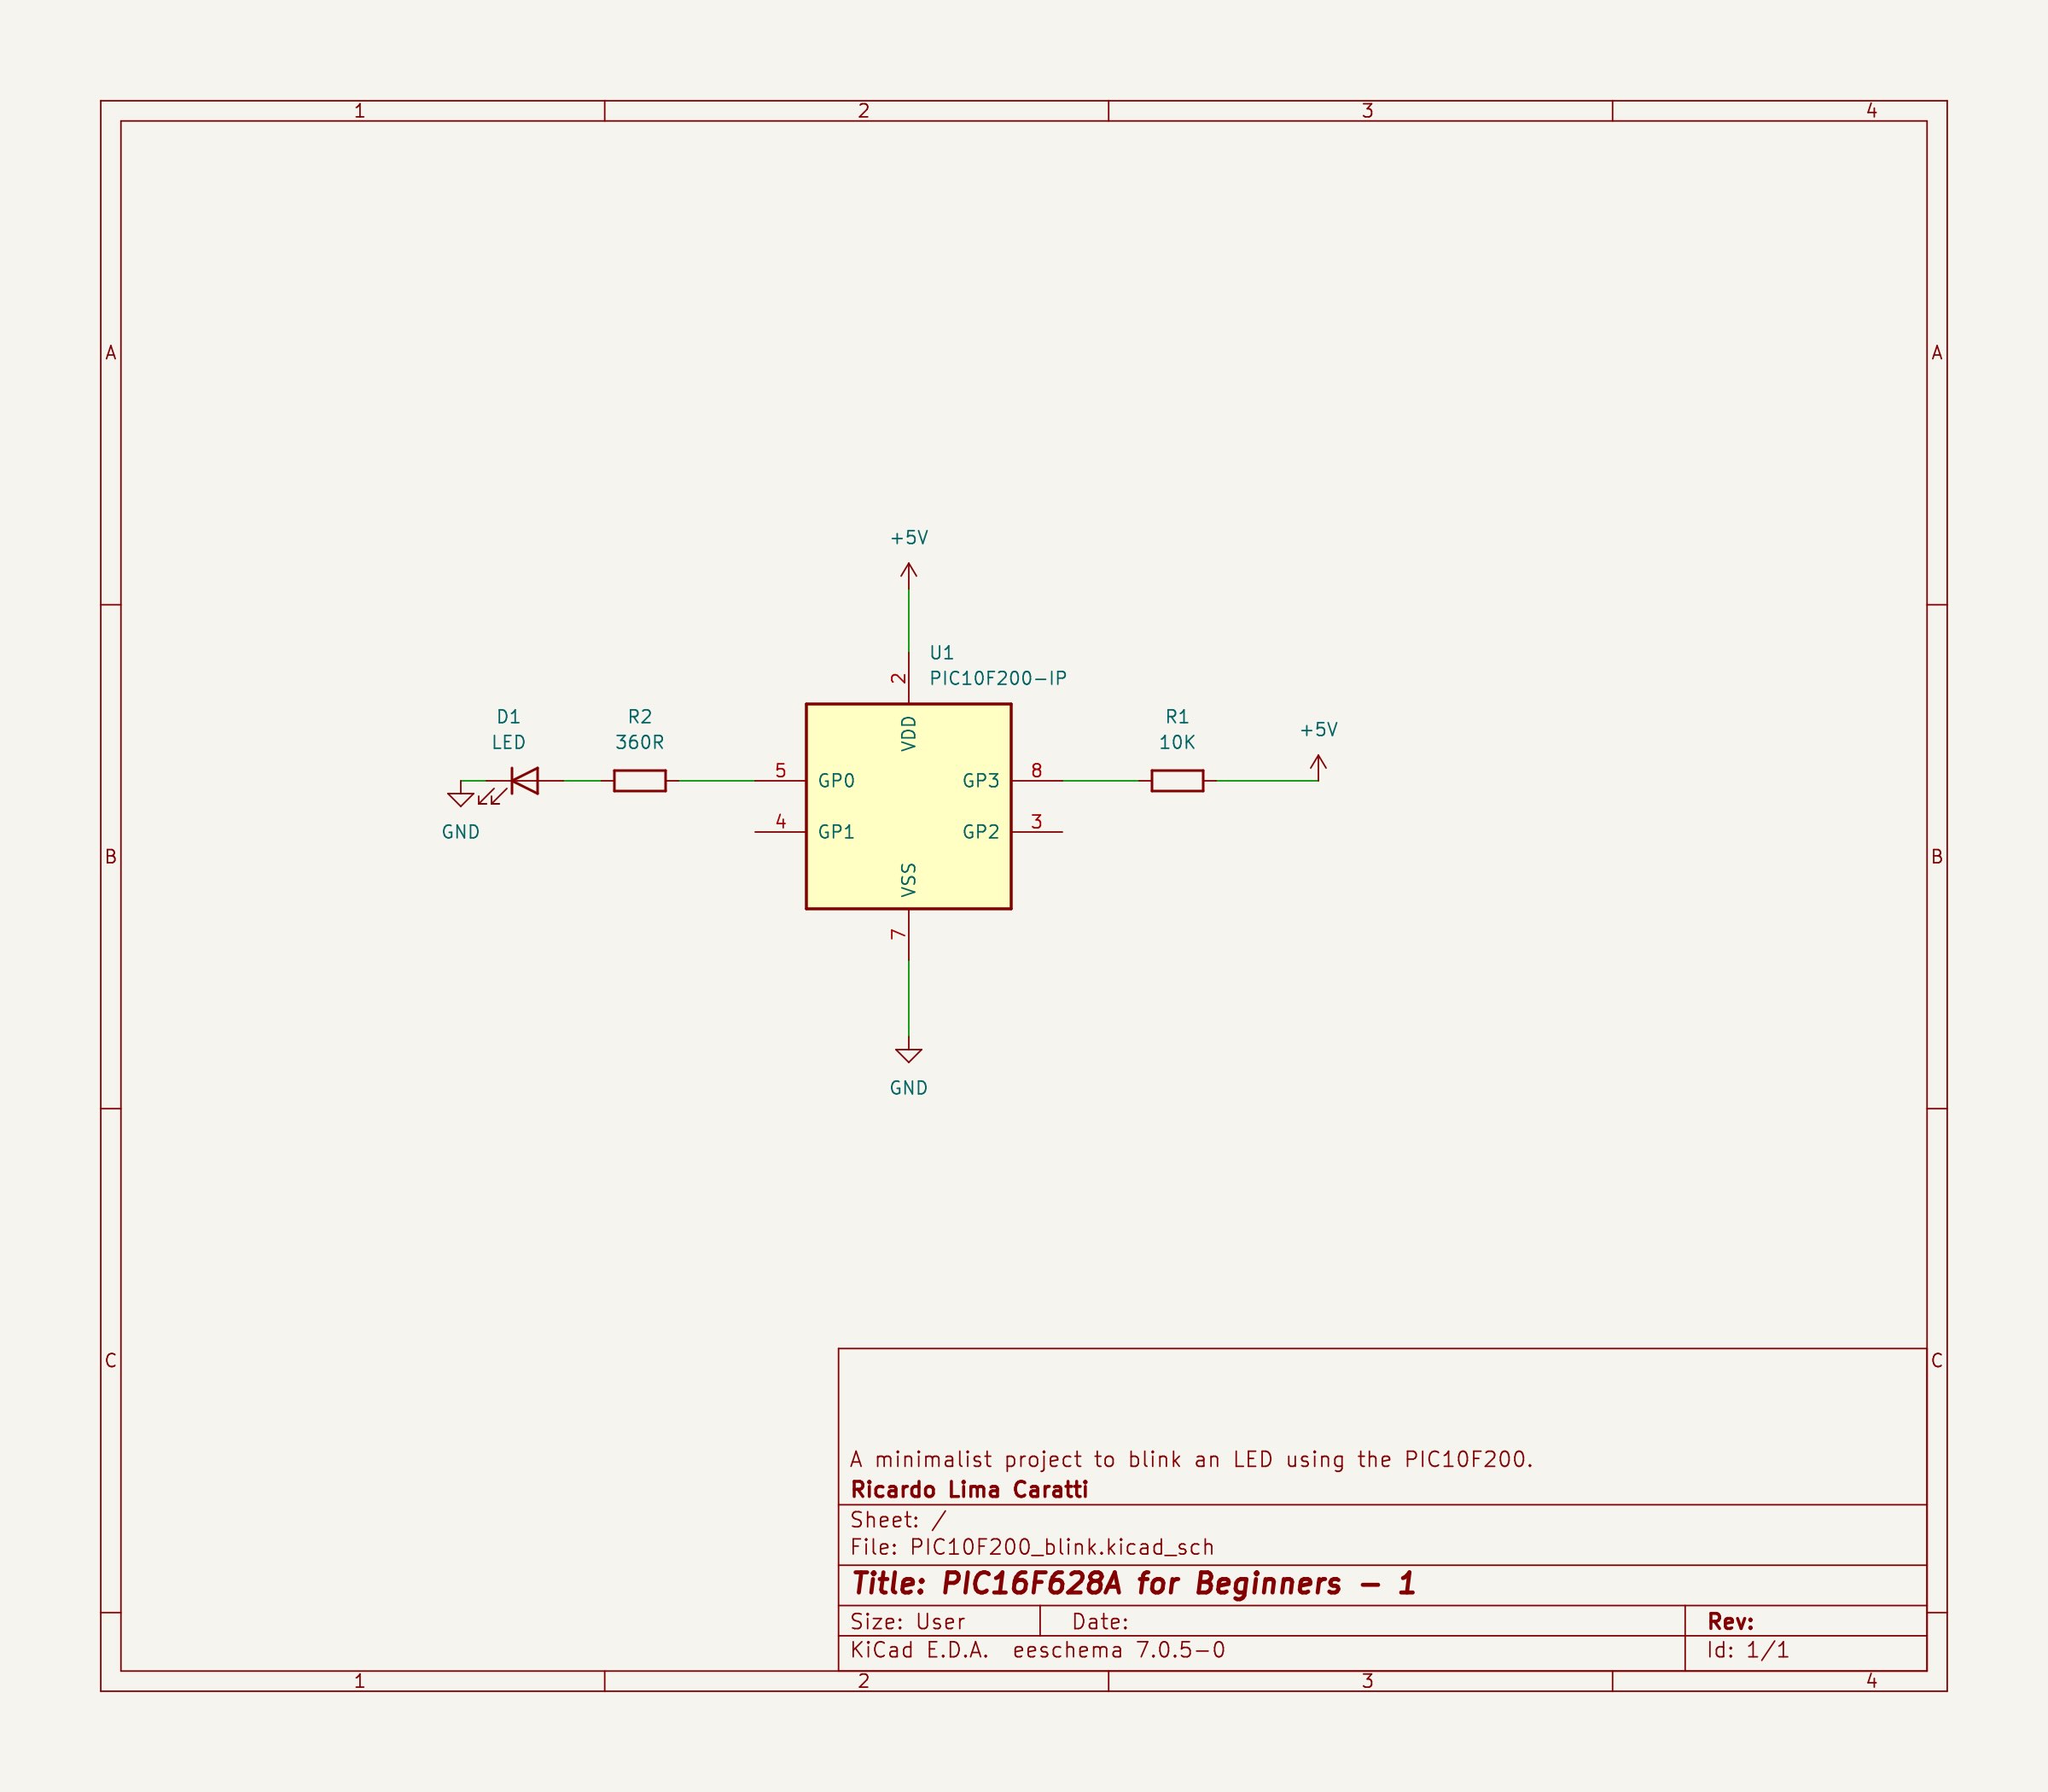 1 2 3 4
A A
+5V
U1
PIC10F200-IP
2
D1 R2 R1
LED 360R 10K
+5V
VDD
5 GP0 GP3 8
4 GP1 GP2 3
GND
B B
VSS
7
GND
C C
A minimalist project to blink an LED using the PIC10F200.
Ricardo Lima Caratti
Sheet: /
File: PIC10F200_blink.kicad_sch
Title: PIC16F628A for Beginners - 1
Size: User Date: Rev:
KiCad E.D.A. eeschema 7.0.5-0 Id: 1/1
1 2 3 4